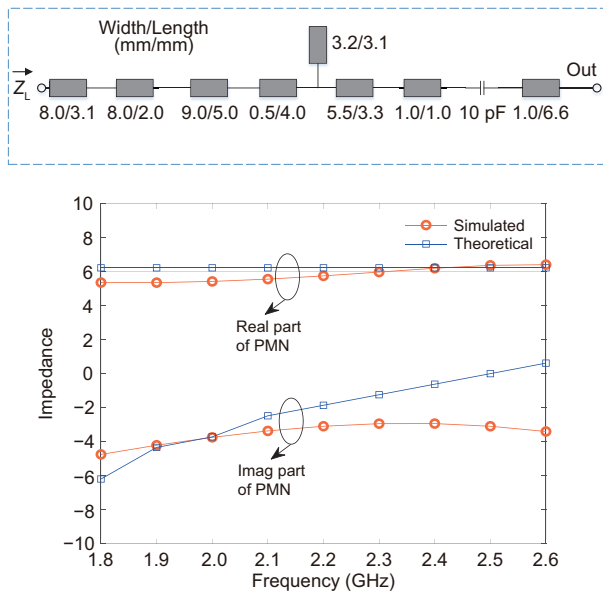 Width/Length
(mm/mm)
3.2/3.1
Out
Z_L
8.0/3.1 8.0/2.0 9.0/5.0 0.5/4.0 5.5/3.3 1.0/1.0 10 pF 1.0/6.6
10
8
6
4
2
0
−2
−4
−6
−8
−10
Impedance
Simulated
Theoretical
Real part
of PMN
Imag part
of PMN
1.8 1.9 2.0 2.1 2.2 2.3 2.4 2.5 2.6
Frequency (GHz)